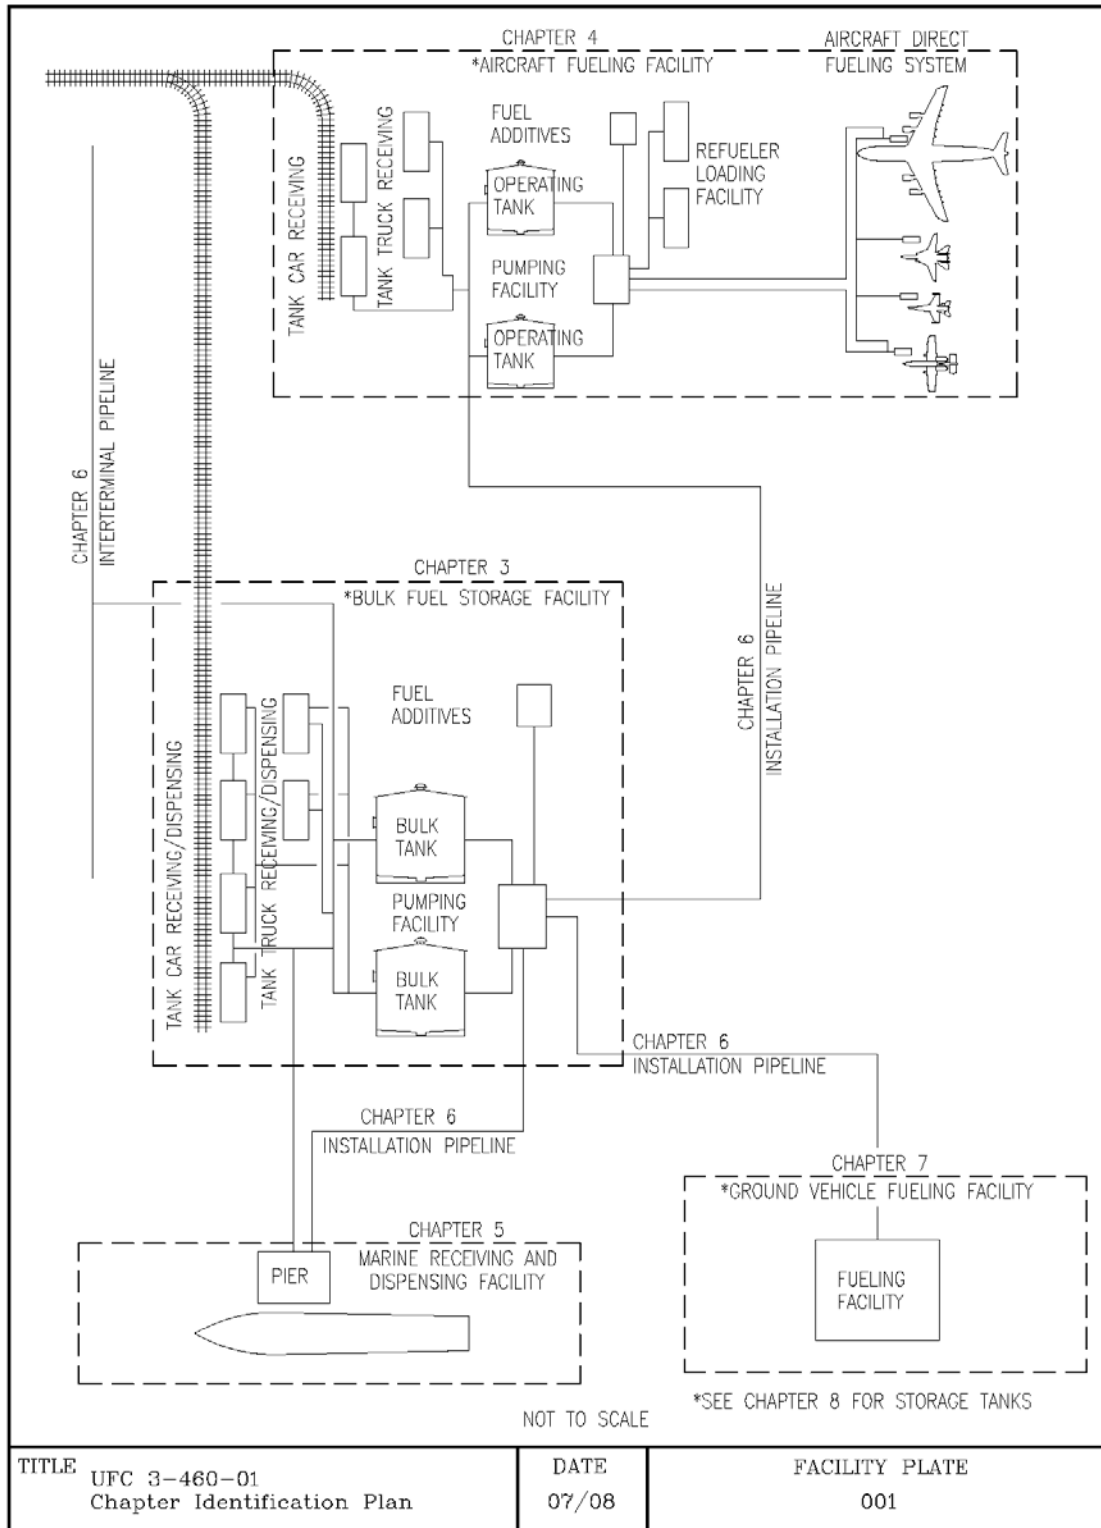 CHAPTER 4
*AIRCRAFT FUELING FACILITY
AIRCRAFT DIRECT
FUELING SYSTEM
TANK CAR RECEIVING
TANK TRUCK RECEIVING
FUEL
ADDITIVES
OPERATING
TANK
REFUELER
LOADING
FACILITY
PUMPING
FACILITY
OPERATING
TANK
CHAPTER 6
INTERTERMINAL PIPELINE
CHAPTER 3
*BULK FUEL STORAGE FACILITY
CHAPTER 6
INSTALLATION PIPELINE
TANK CAR RECEIVING/DISPENSING
TANK TRUCK RECEIVING/DISPENSING
FUEL
ADDITIVES
BULK
TANK
PUMPING
FACILITY
BULK
TANK
CHAPTER 6
INSTALLATION PIPELINE
CHAPTER 6
INSTALLATION PIPELINE
CHAPTER 7
*GROUND VEHICLE FUELING FACILITY
FUELING
FACILITY
CHAPTER 5
MARINE RECEIVING AND
DISPENSING FACILITY
PIER
*SEE CHAPTER 8 FOR STORAGE TANKS
NOT TO SCALE
TITLE
UFC 3-460-01
Chapter Identification Plan
DATE
07/08
FACILITY PLATE
001